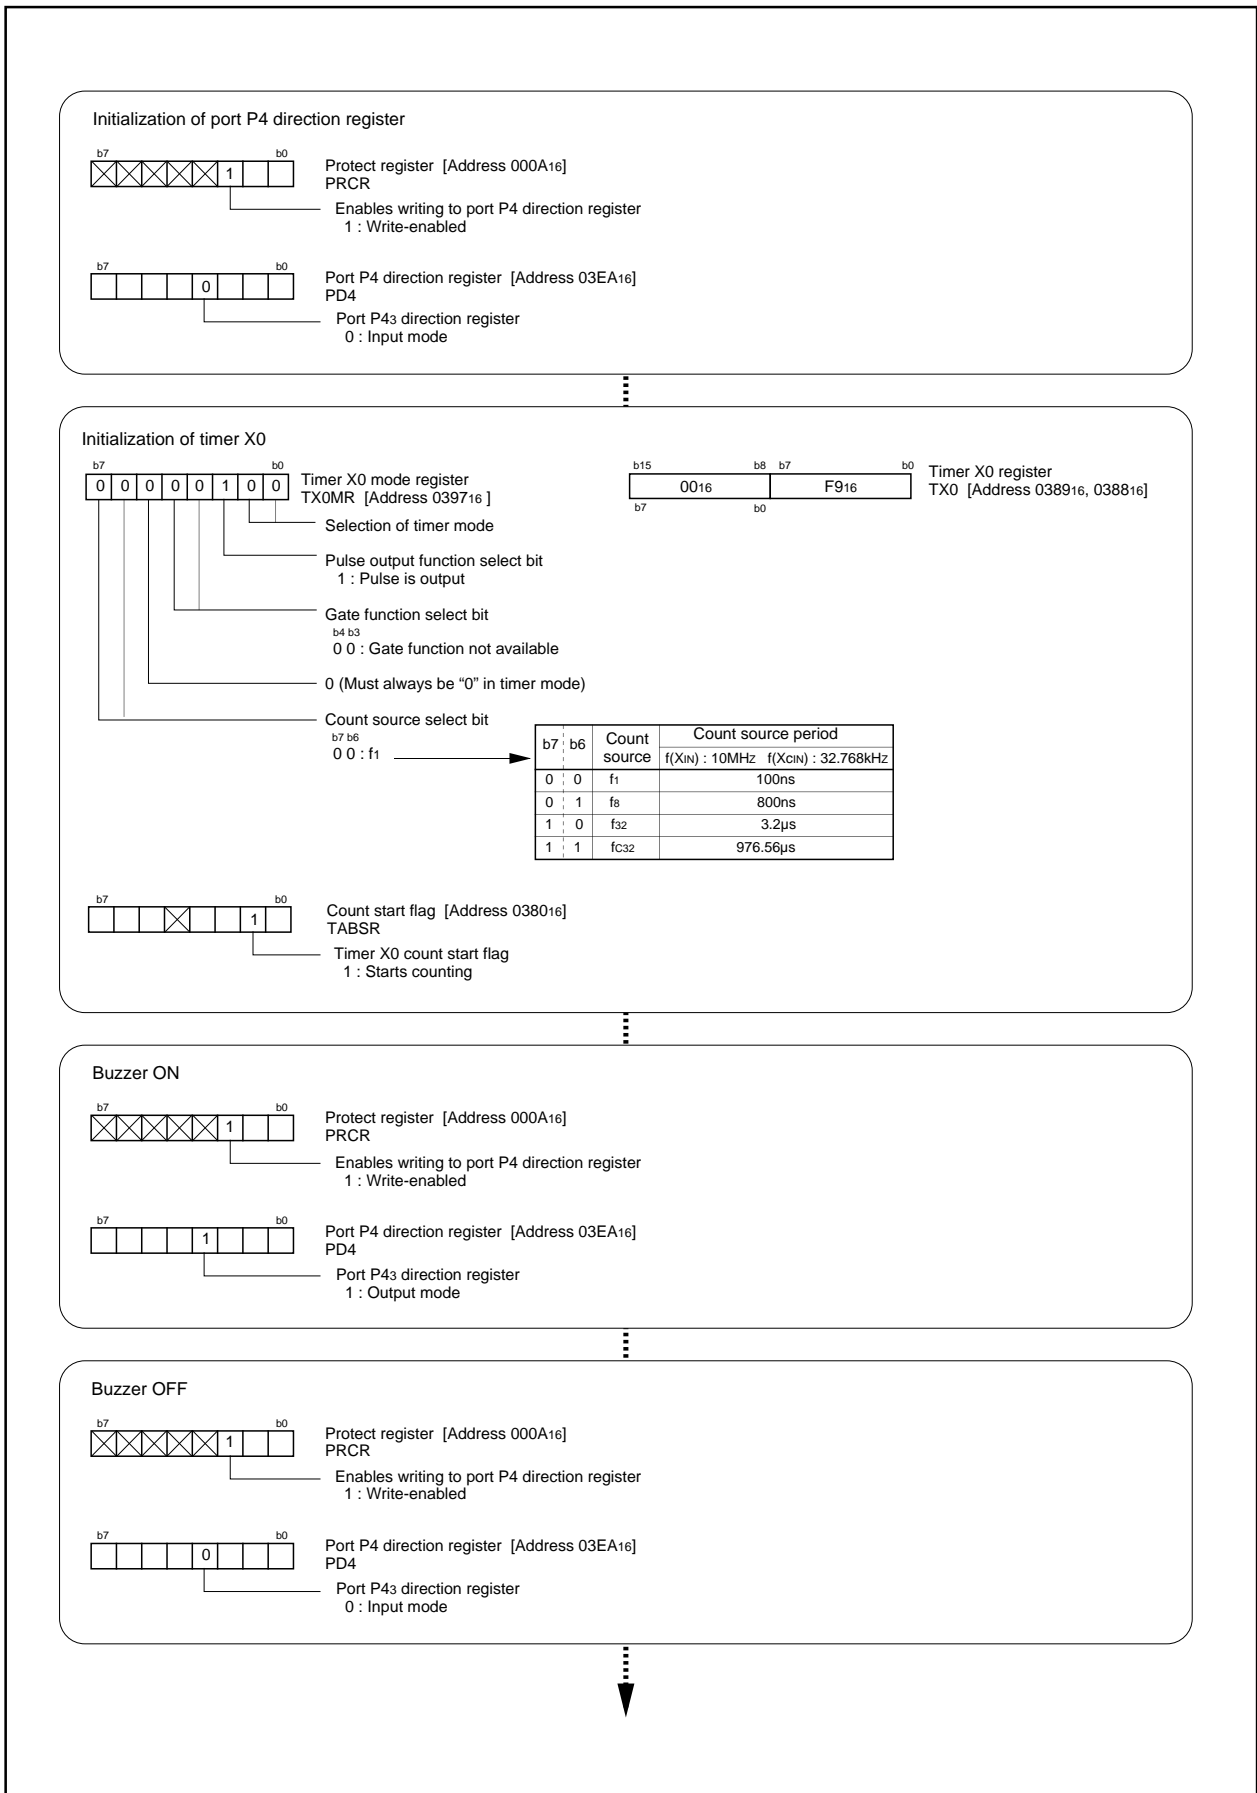 Initialization of port P4 direction register
b7 b0
1
Protect register [Address 000A16]
PRCR
Enables writing to port P4 direction register
1 : Write-enabled
b7 b0
0
Port P4 direction register [Address 03EA16]
PD4
Port P43 direction register
0 : Input mode
Initialization of timer X0
b7 b0
0 0 0 0 0 1 0 0
Timer X0 mode register
TX0MR [Address 039716 ]
Selection of timer mode
Pulse output function select bit
1 : Pulse is output
Gate function select bit
b4 b3
0 0 : Gate function not available
0 (Must always be “0” in timer mode)
Count source select bit
b7 b6
0 0 : f1
b15 b8 b7 b0
0016 F916
b7 b0
Timer X0 register
TX0 [Address 038916, 038816]
b7 b6 Count source Count source period
f(XIN) : 10MHz f(XCIN) : 32.768kHz
0 0 f1 100ns
0 1 f8 800ns
1 0 f32 3.2µs
1 1 fC32 976.56µs
b7 b0
1
Count start flag [Address 038016]
TABSR
Timer X0 count start flag
1 : Starts counting
Buzzer ON
b7 b0
1
Protect register [Address 000A16]
PRCR
Enables writing to port P4 direction register
1 : Write-enabled
b7 b0
1
Port P4 direction register [Address 03EA16]
PD4
Port P43 direction register
1 : Output mode
Buzzer OFF
b7 b0
1
Protect register [Address 000A16]
PRCR
Enables writing to port P4 direction register
1 : Write-enabled
b7 b0
0
Port P4 direction register [Address 03EA16]
PD4
Port P43 direction register
0 : Input mode